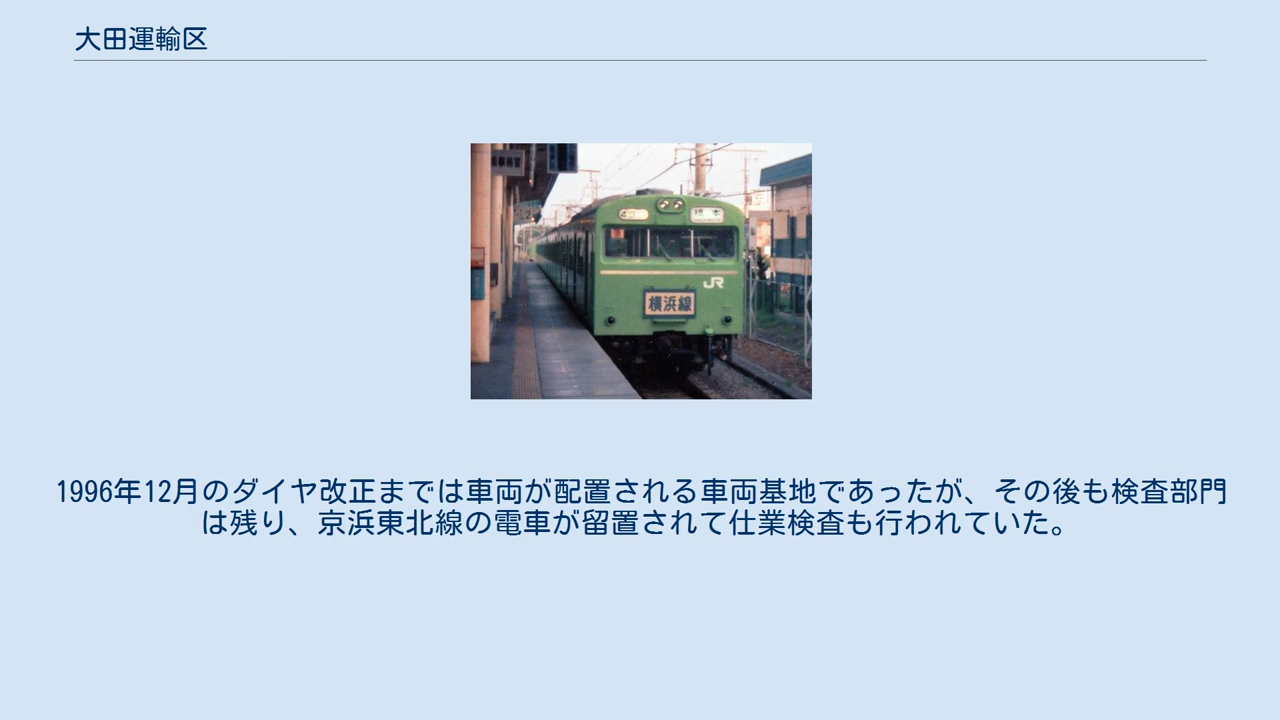 大田運輸区
橋本
JR
横浜線
1996年12月のダイヤ改正までは車両が配置される車両基地であったが、その後も検査部門
は残り、京浜東北線の電車が留置されて仕業検査も行われていた。